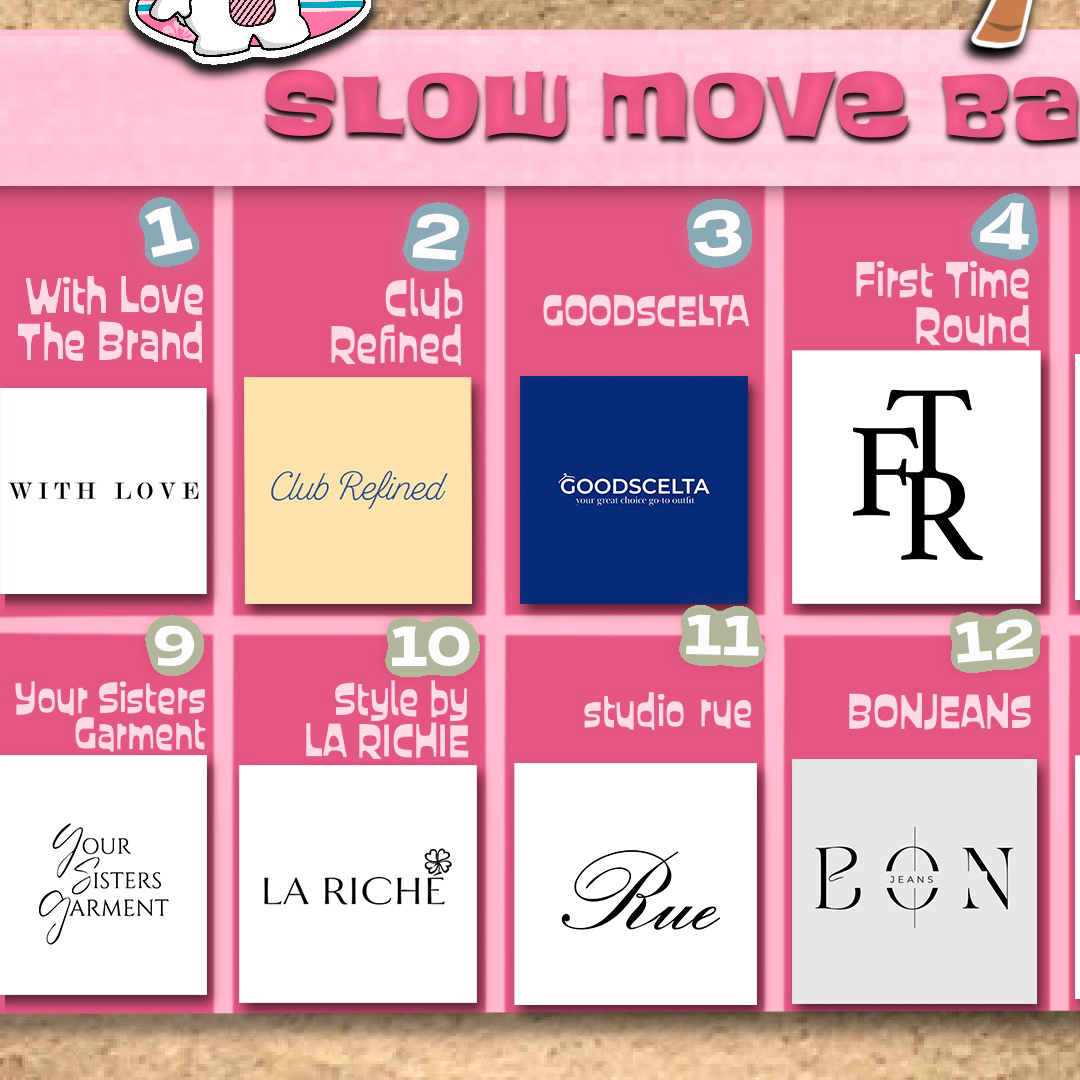 SLOW MOVE BA
1
With Love
The Brand
WITH LOVE
2
Club
Refined
Club Refined
3
GOODSCELTA
GOODSCELTA
your great choice go-to outfit
4
First Time
Round
FTR
9
Your Sisters
Garment
YOUR
SISTERS
GARMENT
10
Style by
LA RICHIE
LA RICHE
11
studio rue
Rue
12
BONJEANS
BON
JEANS